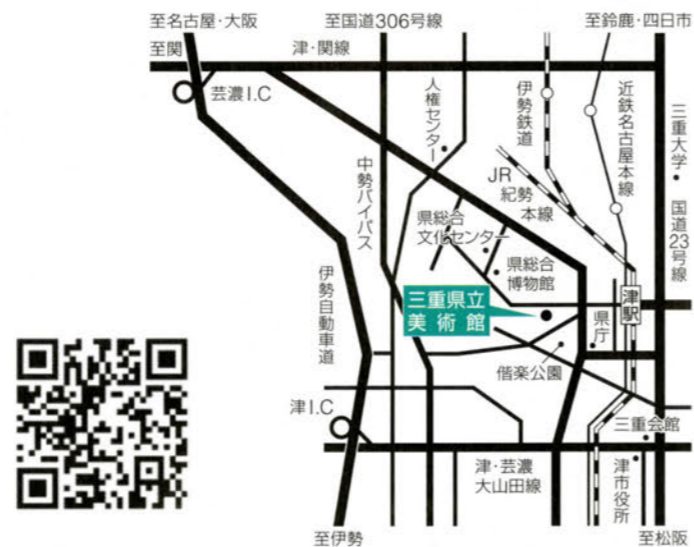 至名古屋・大阪
至国道306号線
至鈴鹿・四日市
至関
津・関線
芸濃I.C
人権センター
伊勢鉄道
近鉄名古屋本線
三重大学
中勢バイパス
JR
紀勢
本線
国道23号線
県総合
文化センター
県総合
博物館
伊勢自動車道
三重県立
美術館
津駅
県庁
偕楽公園
津I.C
三重会館
津・芸濃
大山田線
津市役所
至伊勢
至松阪